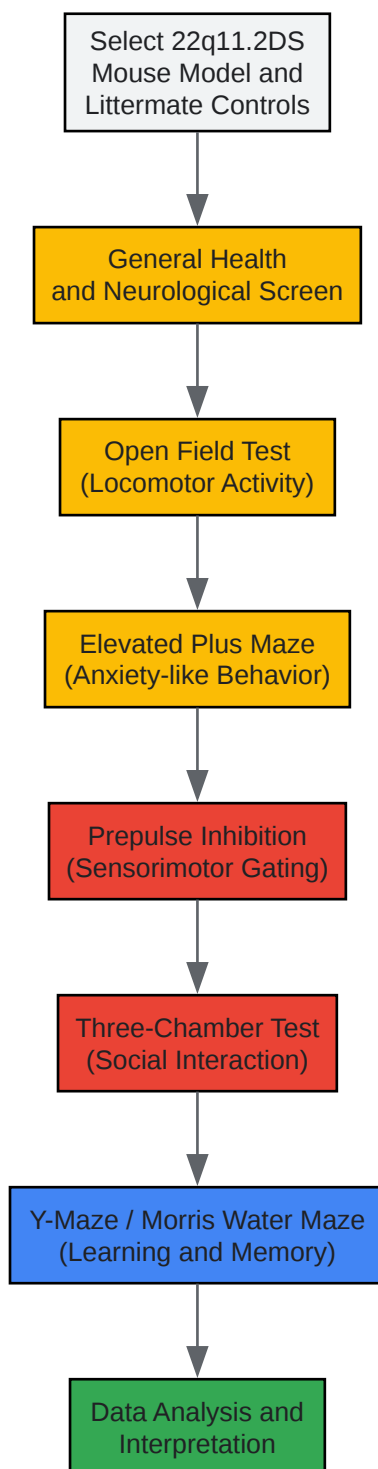 Select 22q11.2DS
Mouse Model and
Littermate Controls
General Health
and Neurological Screen
Open Field Test
(Locomotor Activity)
Elevated Plus Maze
(Anxiety-like Behavior)
Prepulse Inhibition
(Sensorimotor Gating)
Three-Chamber Test
(Social Interaction)
Y-Maze / Morris Water Maze
(Learning and Memory)
Data Analysis and
Interpretation